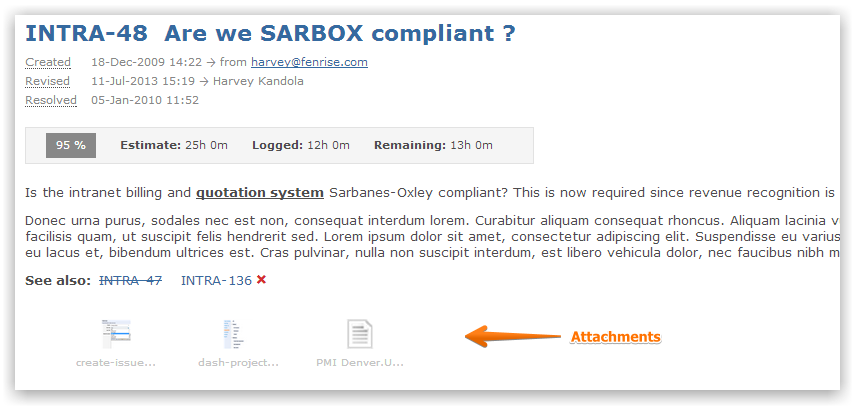 INTRA-48 Are we SARBOX compliant ?
Created 18-Dec-2009 14:22 → from harvey@fenrise.com
Revised 11-Jul-2013 15:19 → Harvey Kandola
Resolved 05-Jan-2010 11:52
95 % Estimate: 25h 0m Logged: 12h 0m Remaining: 13h 0m
Is the intranet billing and quotation system Sarbanes-Oxley compliant? This is now required since revenue recognition is
Donec urna purus, sodales nec est non, consequat interdum lorem. Curabitur aliquam consequat rhoncus. Aliquam lacinia v
facilisis quam, ut suscipit felis hendrerit sed. Lorem ipsum dolor sit amet, consectetur adipiscing elit. Suspendisse eu varius
eu lacus et, bibendum ultrices est. Cras pulvinar, nulla non suscipit interdum, est libero vehicula dolor, nec faucibus nibh m
See also: INTRA-47 INTRA-136
Attachments
create-issue... dash-project... PMI Denver.U...